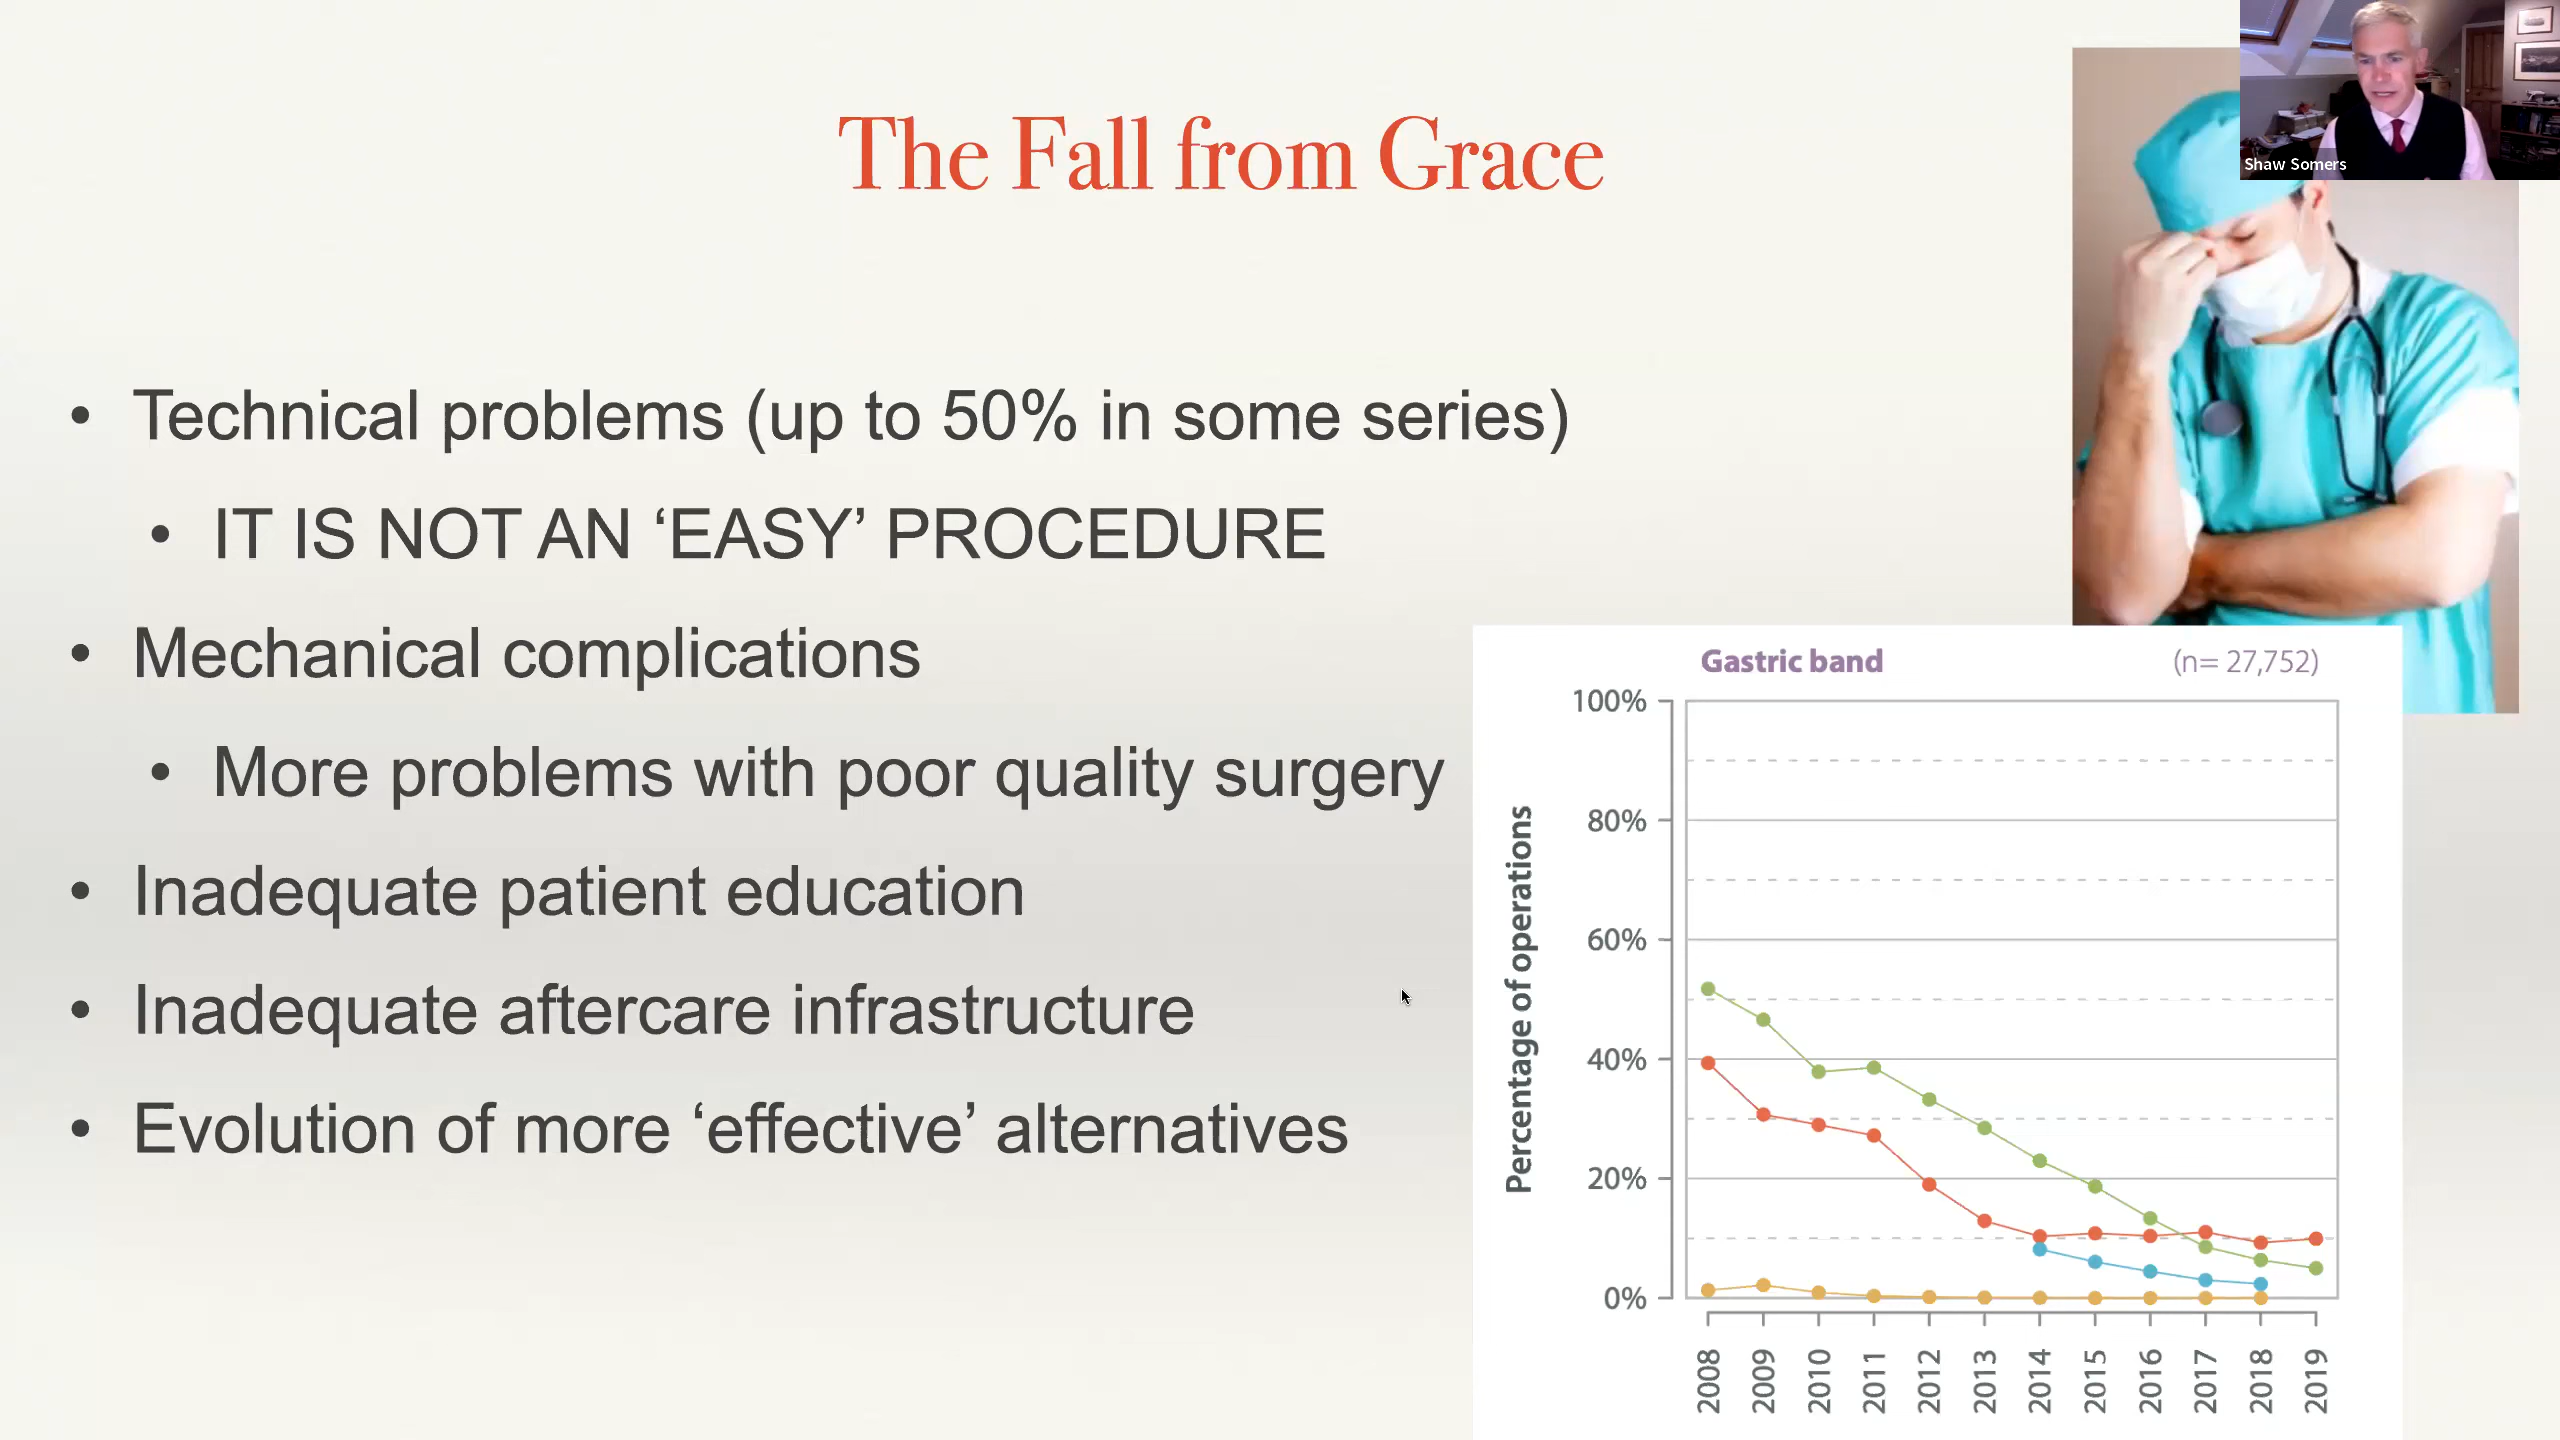 Shaw Somers
The Fall from Grace
• Technical problems (up to 50% in some series)
• IT IS NOT AN ‘EASY’ PROCEDURE
• Mechanical complications
• More problems with poor quality surgery
• Inadequate patient education
• Inadequate aftercare infrastructure
• Evolution of more ‘effective’ alternatives
Gastric band (n= 27,752)
Percentage of operations
100%
80%
60%
40%
20%
0%
2008 2009 2010 2011 2012 2013 2014 2015 2016 2017 2018 2019